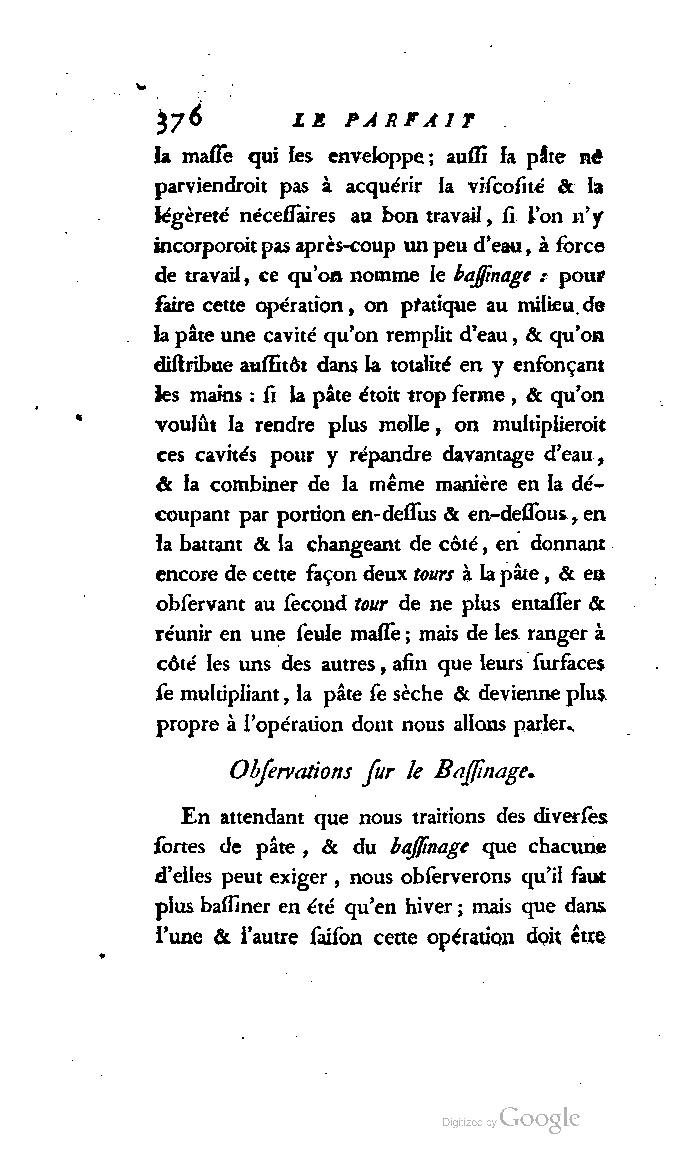 376 LE PARFAIT
la maſſe qui les enveloppe ; auſſi la pâte ne
parviendroit pas à acquérir la viſcoſité & la
légèreté néceſſaires au bon travail, ſi l'on n'y
incorporoit pas après-coup un peu d'eau, à force
de travail, ce qu'on nomme le baſſinage : pour
faire cette opération, on pratique au milieu de
la pâte une cavité qu'on remplit d'eau, & qu'on
diſtribue auſſitôt dans la totalité en y enfonçant
les mains : ſi la pâte étoit trop ferme, & qu'on
voulût la rendre plus molle, on multiplieroit
ces cavités pour y répandre davantage d'eau,
& la combiner de la même manière en la dé-
coupant par portion en-deſſus & en-deſſous, en
la battant & la changeant de côté, en donnant
encore de cette façon deux tours à la pâte, & en
obſervant au ſecond tour de ne plus entaſſer &
réunir en une ſeule maſſe ; mais de les ranger à
côté les uns des autres, afin que leurs ſurfaces
ſe multipliant, la pâte ſe sèche & devienne plus
propre à l'opération dont nous allons parler.
Obſervations ſur le Baſſinage.
En attendant que nous traitions des diverſes
ſortes de pâte, & du baſſinage que chacune
d'elles peut exiger, nous obſerverons qu'il faut
plus baſſiner en été qu'en hiver ; mais que dans
l'une & l'autre ſaiſon cette opération doit être
Digitized by Google